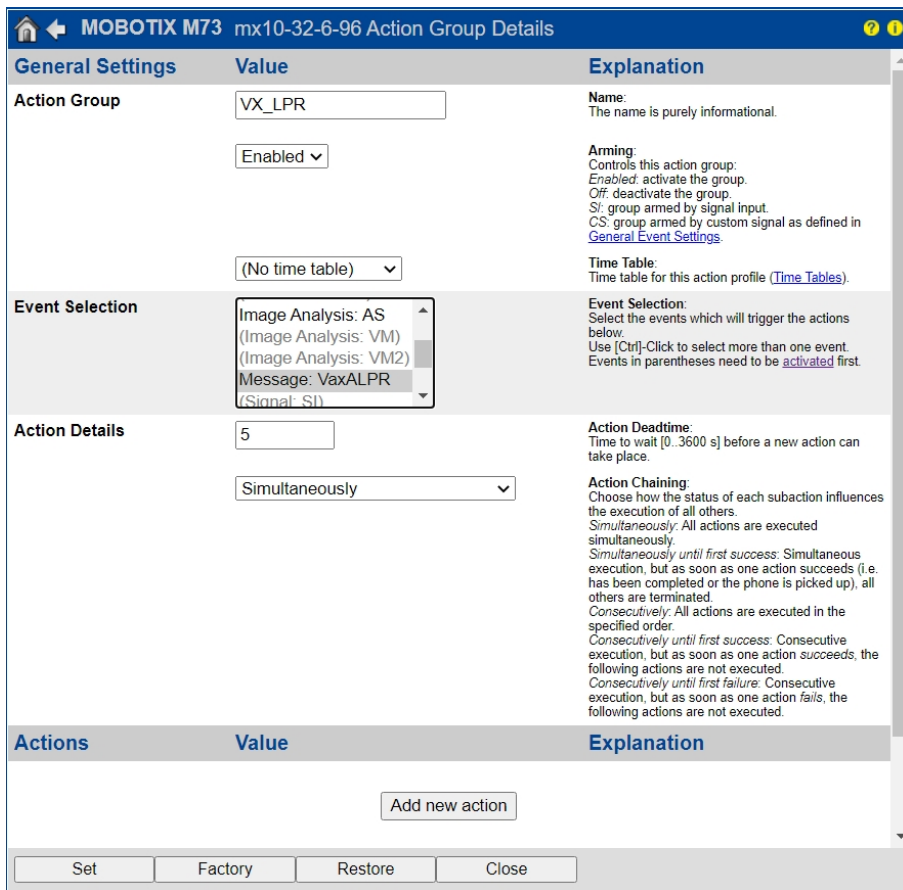 MOBOTIX M73 mx10-32-6-96 Action Group Details
General Settings Value Explanation
Action Group
VX_LPR
Name:
The name is purely informational.
Enabled
Arming:
Controls this action group:
Enabled: activate the group.
Off: deactivate the group.
SI: group armed by signal input.
CS: group armed by custom signal as defined in
General Event Settings.
(No time table)
Time Table:
Time table for this action profile (Time Tables).
Event Selection
Image Analysis: AS
(Image Analysis: VM)
(Image Analysis: VM2)
Message: VaxALPR
(Signal: SI)
Event Selection:
Select the events which will trigger the actions
below.
Use [Ctrl]-Click to select more than one event.
Events in parentheses need to be activated first.
Action Details
5
Action Deadtime:
Time to wait [0..3600 s] before a new action can
take place.
Simultaneously
Action Chaining:
Choose how the status of each subaction influences
the execution of all others.
Simultaneously: All actions are executed
simultaneously.
Simultaneously until first success: Simultaneous
execution, but as soon as one action succeeds (i.e.
has been completed or the phone is picked up), all
others are terminated.
Consecutively: All actions are executed in the
specified order.
Consecutively until first success: Consecutive
execution, but as soon as one action succeeds, the
following actions are not executed.
Consecutively until first failure: Consecutive
execution, but as soon as one action fails, the
following actions are not executed.
Actions Value Explanation
Add new action
Set Factory Restore Close